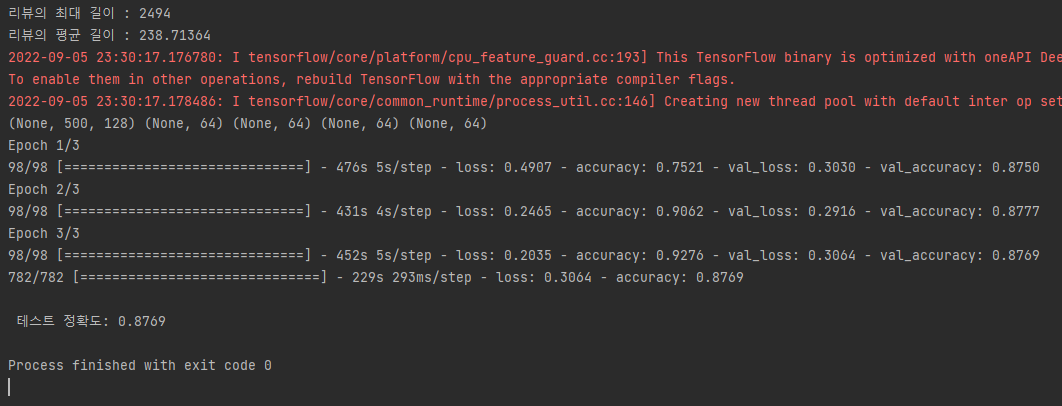 리뷰의 최대 길이 : 2494
리뷰의 평균 길이 : 238.71364
2022-09-05 23:30:17.176780: I tensorflow/core/platform/cpu_feature_guard.cc:193] This TensorFlow binary is optimized with oneAPI Dee
To enable them in other operations, rebuild TensorFlow with the appropriate compiler flags.
2022-09-05 23:30:17.178486: I tensorflow/core/common_runtime/process_util.cc:146] Creating new thread pool with default inter op set
(None, 500, 128) (None, 64) (None, 64) (None, 64) (None, 64)
Epoch 1/3
98/98 [==============================] - 476s 5s/step - loss: 0.4907 - accuracy: 0.7521 - val_loss: 0.3030 - val_accuracy: 0.8750
Epoch 2/3
98/98 [==============================] - 431s 4s/step - loss: 0.2465 - accuracy: 0.9062 - val_loss: 0.2916 - val_accuracy: 0.8777
Epoch 3/3
98/98 [==============================] - 452s 5s/step - loss: 0.2035 - accuracy: 0.9276 - val_loss: 0.3064 - val_accuracy: 0.8769
782/782 [==============================] - 229s 293ms/step - loss: 0.3064 - accuracy: 0.8769
테스트 정확도: 0.8769
Process finished with exit code 0